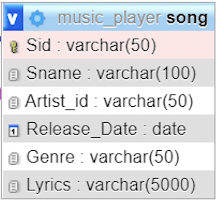 v music_player song
Sid : varchar(50)
Sname : varchar(100)
Artist_id : varchar(50)
Release_Date : date
Genre : varchar(50)
Lyrics : varchar(5000)